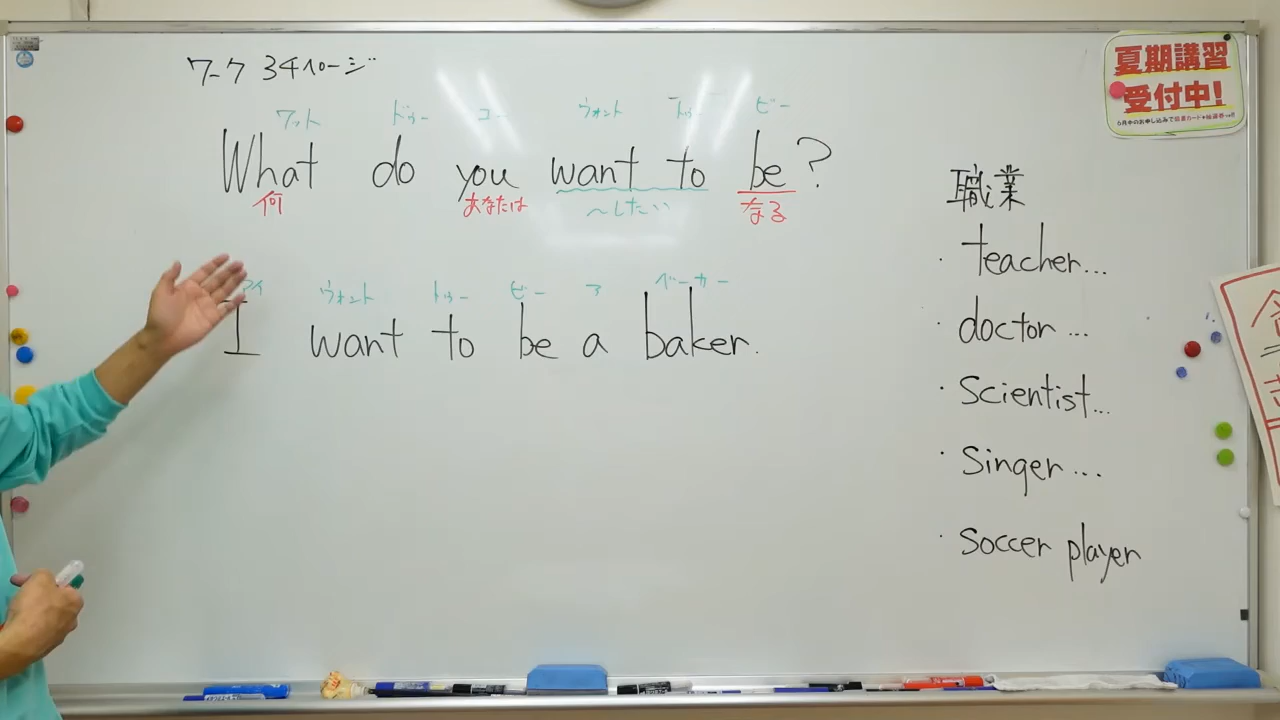 ワーク 34ページ
ワット ドゥー ユー ウォント トゥー ビー
What do you want to be?
何 あなたは ～したい なる
アイ ウォント トゥー ビー ア ベーカー
I want to be a baker.
職業
・teacher...
・doctor...
・Scientist...
・Singer...
・Soccer player
夏期講習
受付中!